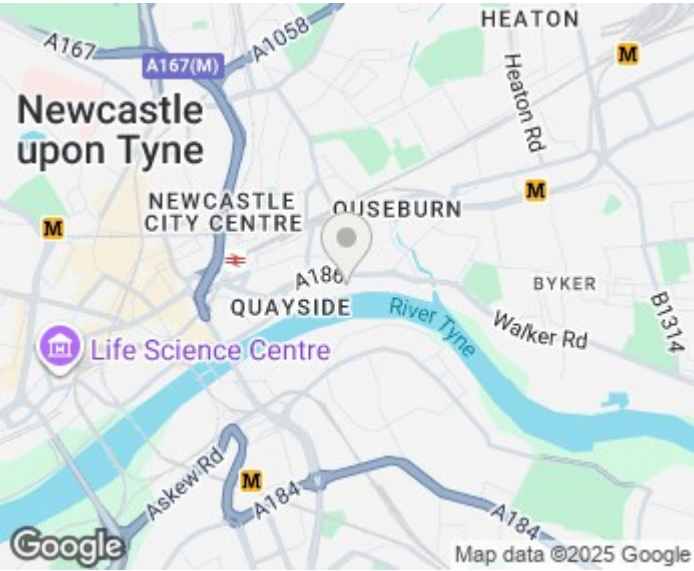 HEATON
A167
A1058
A167(M)
M
Heaton Rd
Newcastle
upon Tyne
M
NEWCASTLE
CITY CENTRE
OUSEBURN
M
A186
BYKER
QUAYSIDE
River Tyne
Walker Rd
B1314
Life Science Centre
Askew Rd
M
A184
A184
Google
Map data ©2025 Google